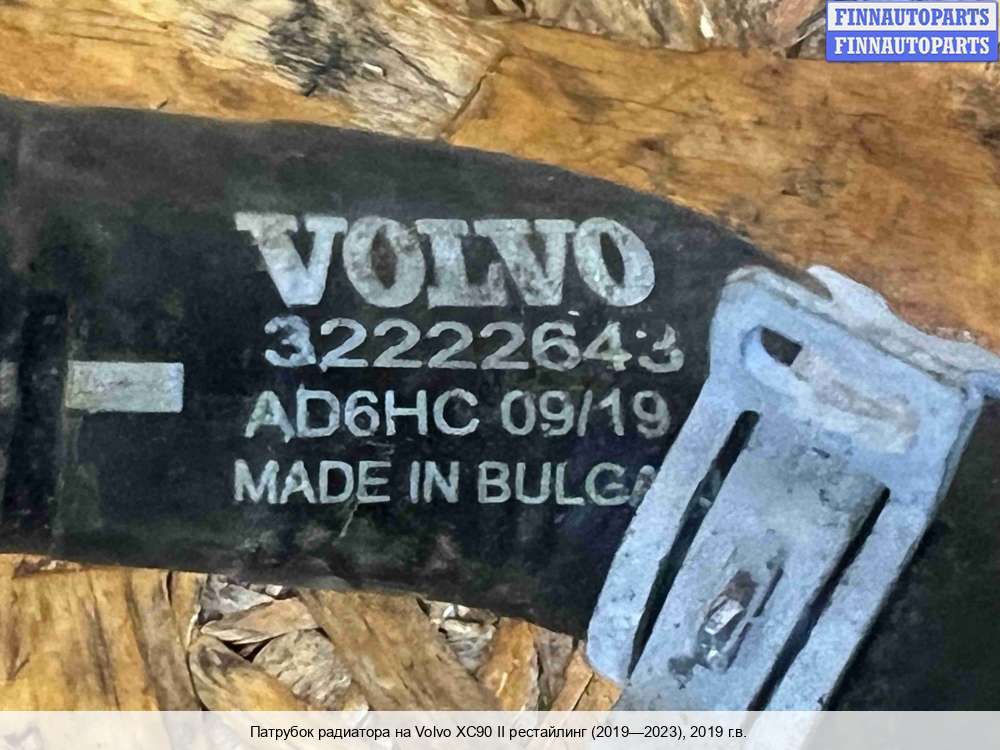 FINNAUTOPARTS
FINNAUTOPARTS
VOLVO
32222643
AD6HC 09/19
MADE IN
Патрубок радиатора на Volvo XC90 II рестайлинг (2019—2023), 2019 г.в.